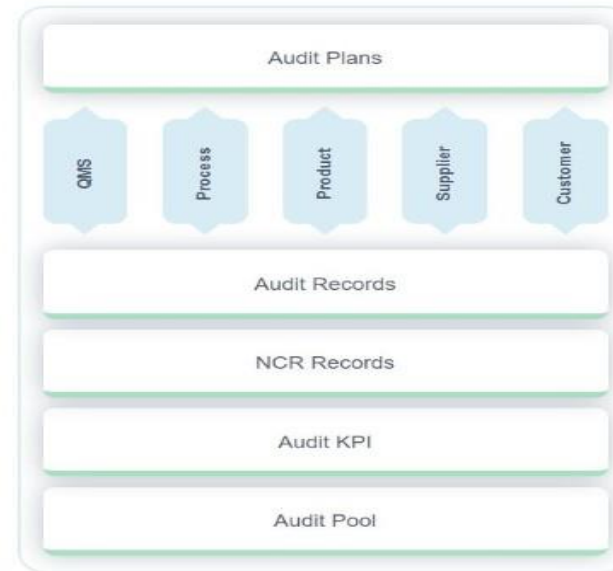 Audit Plans
QMS
Process
Product
Supplier
Customer
Audit Records
NCR Records
Audit KPI
Audit Pool